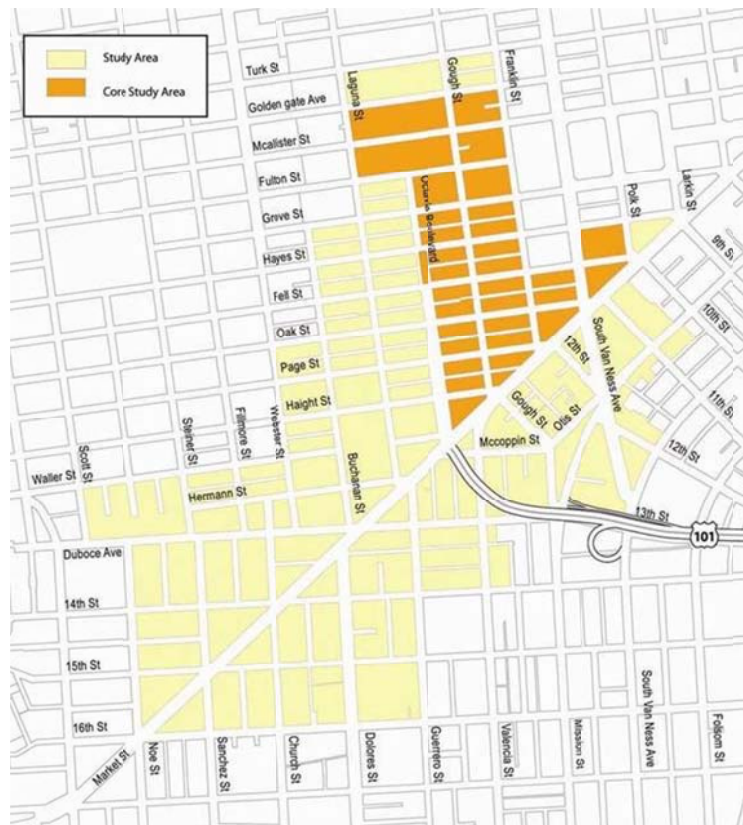 Study Area
Core Study Area
Turk St
Golden gate Ave
Mcalister St
Fulton St
Grove St
Hayes St
Fell St
Oak St
Page St
Haight St
Laguna St
Gough St
Franklin St
Boulevard
Polk St
Larkin St
9th St
10th St
11th St
12th St
South Van Ness Ave
12th St
Gough St
Otis St
Mccoppin St
13th St
101
Webster St
Fillmore St
Steiner St
Scott St
Waller St
Hermann St
Buchanan St
Duboce Ave
14th St
15th St
16th St
Market St
Noe St
Sanchez St
Church St
Dolores St
Guerrero St
Valencia St
Mission St
South Van Ness Ave
Folsom St